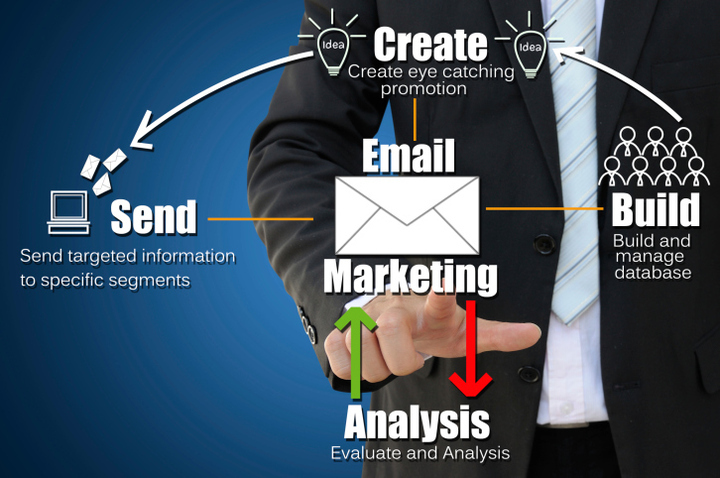 Idea
Create
Idea
Create eye catching
promotion
Email
Marketing
Send
Send targeted information
to specific segments
Build
Build and
manage
database
Analysis
Evaluate and Analysis